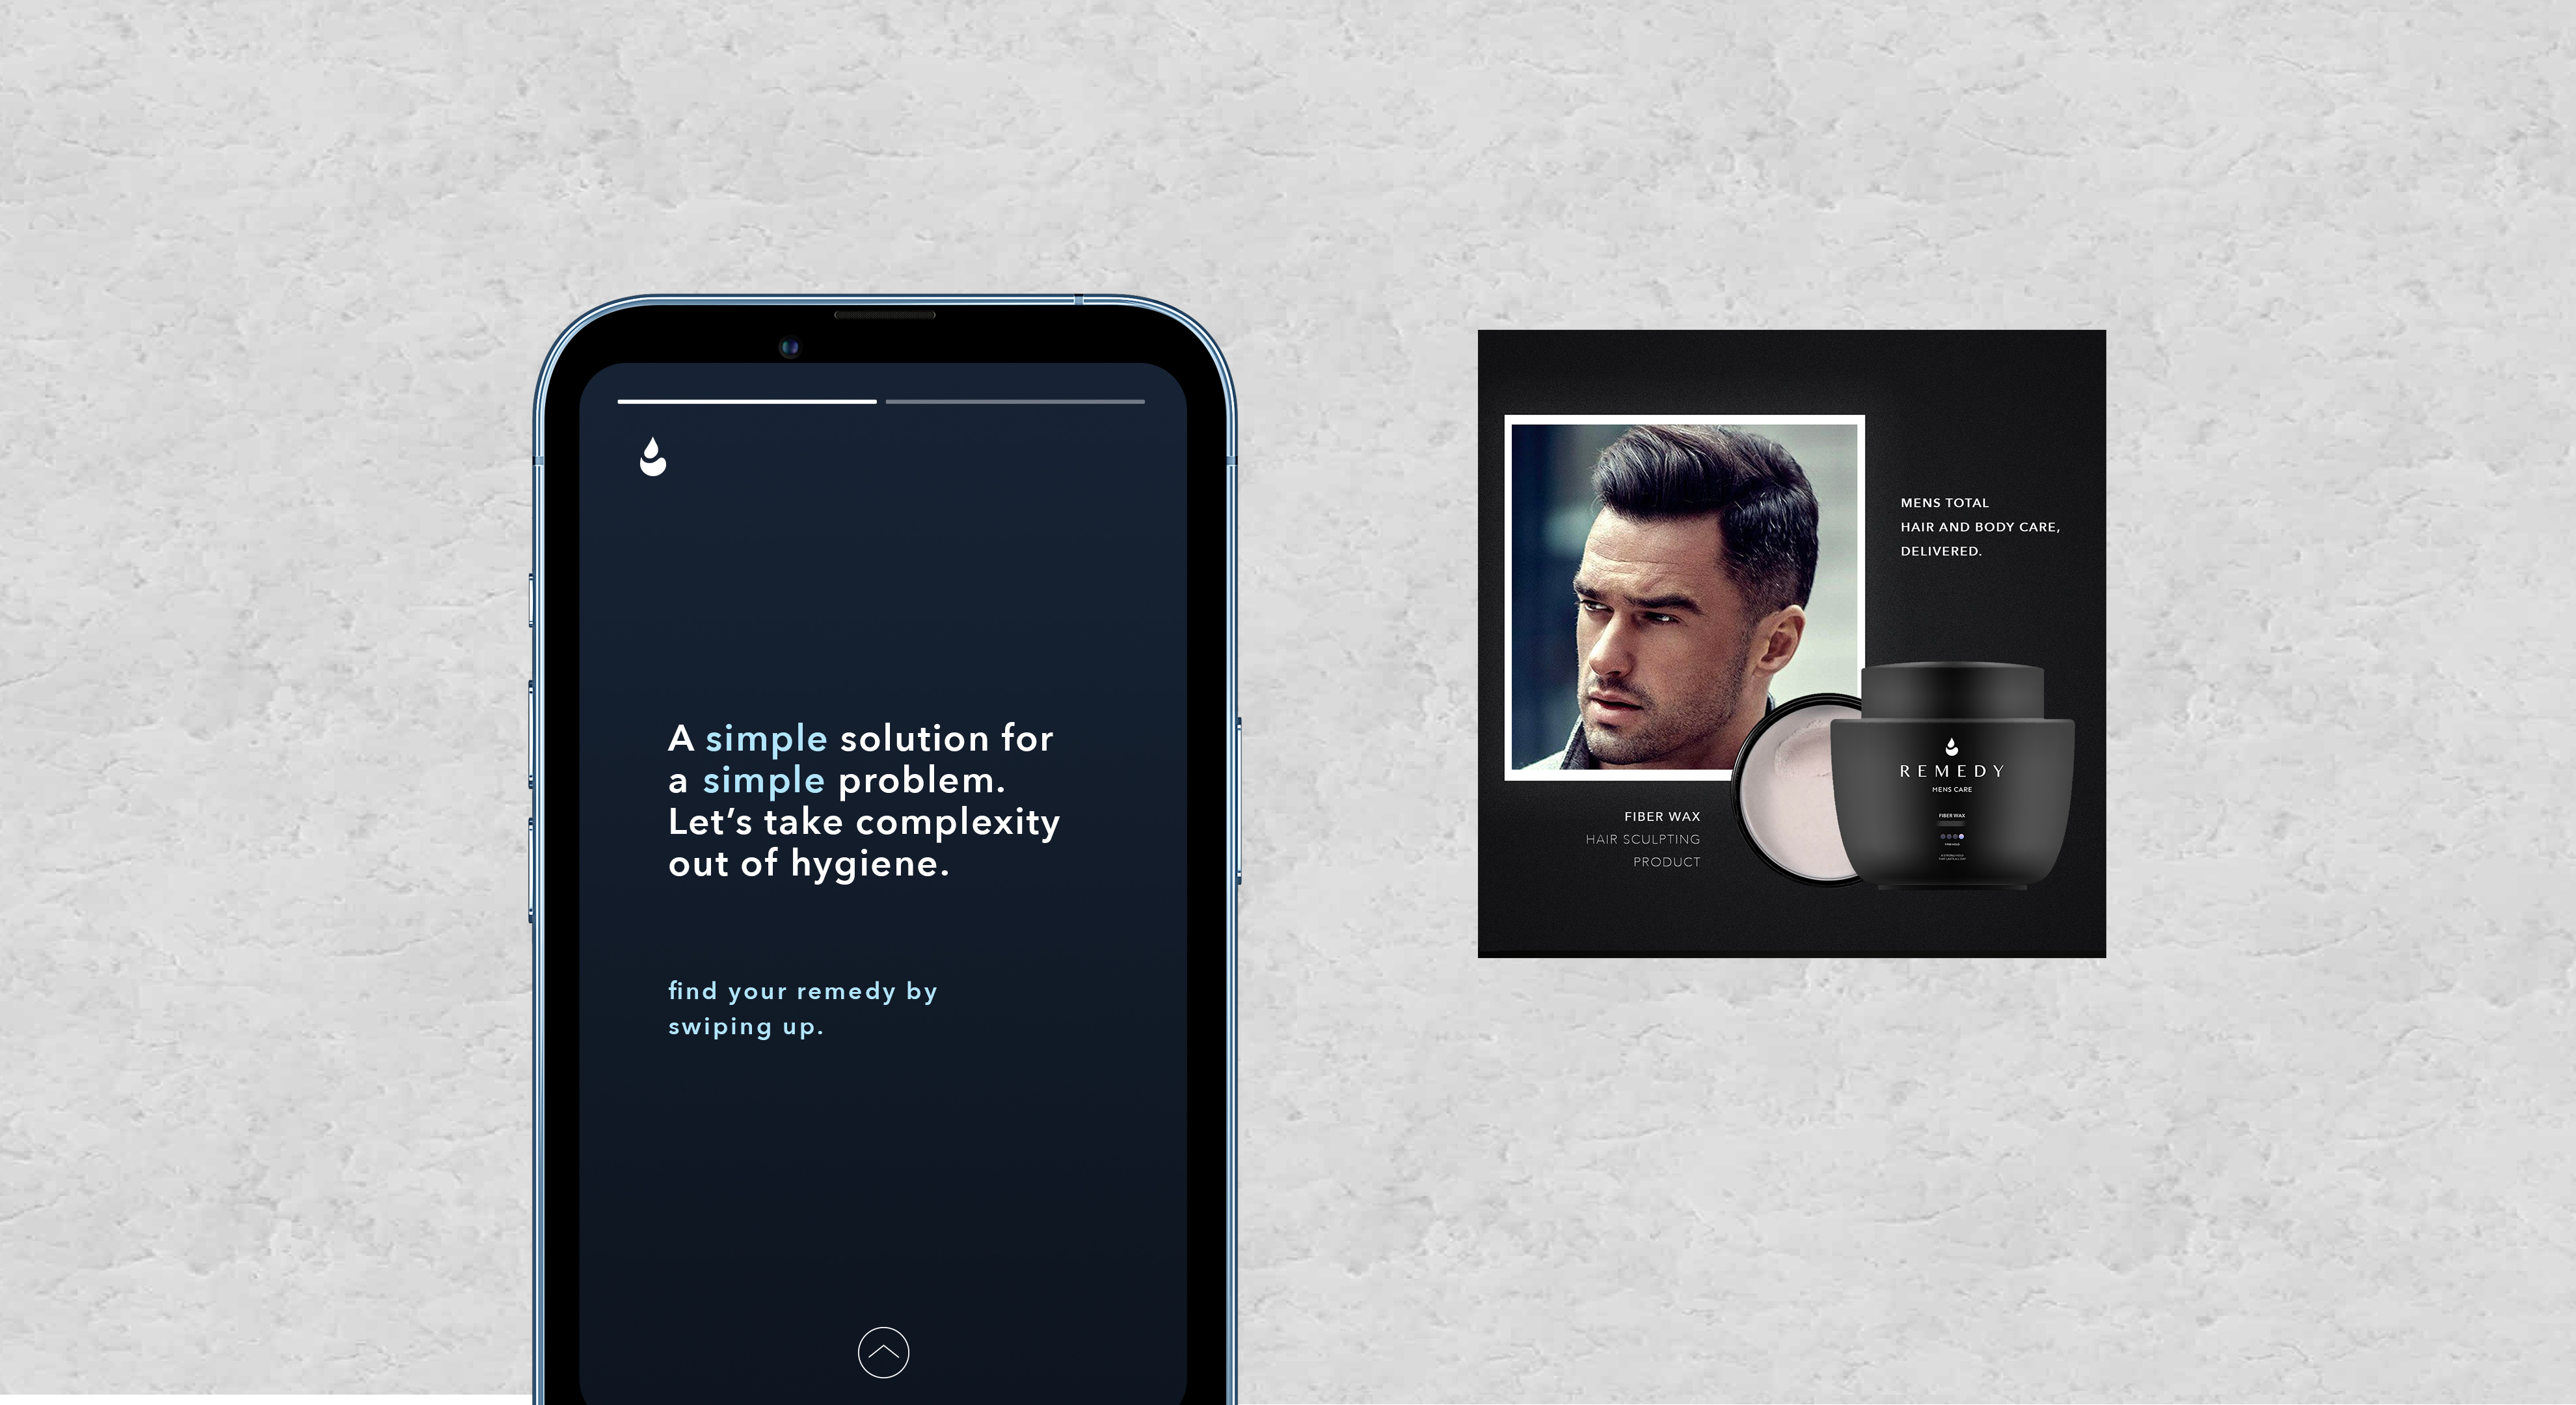 A simple solution for
a simple problem.
Let's take complexity
out of hygiene.
find your remedy by
swiping up.
MENS TOTAL
HAIR AND BODY CARE,
DELIVERED.
REMEDY
MENS CARE
FIBER WAX
FIBER WAX
HAIR SCULPTING
PRODUCT